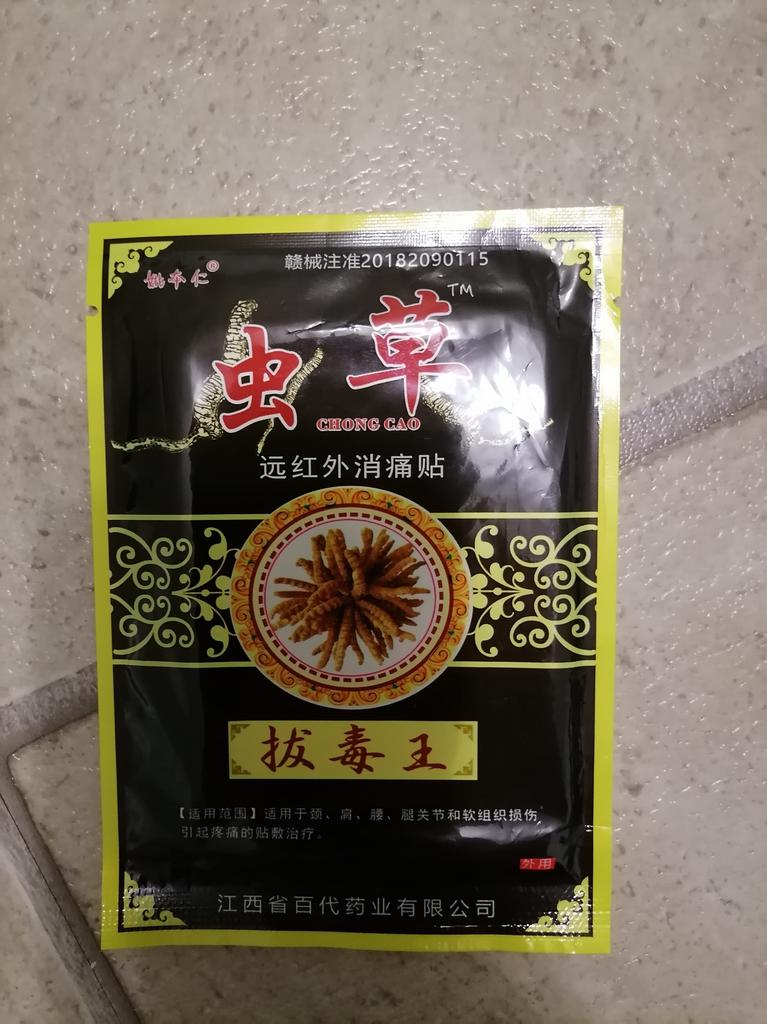 姚本仁®
赣械注准20182090115
虫草™
CHONG CAO
远红外消痛贴
拔毒王
【适用范围】适用于颈、肩、腰、腿关节和软组织损伤
引起疼痛的贴敷治疗。
外用
江西省百代药业有限公司